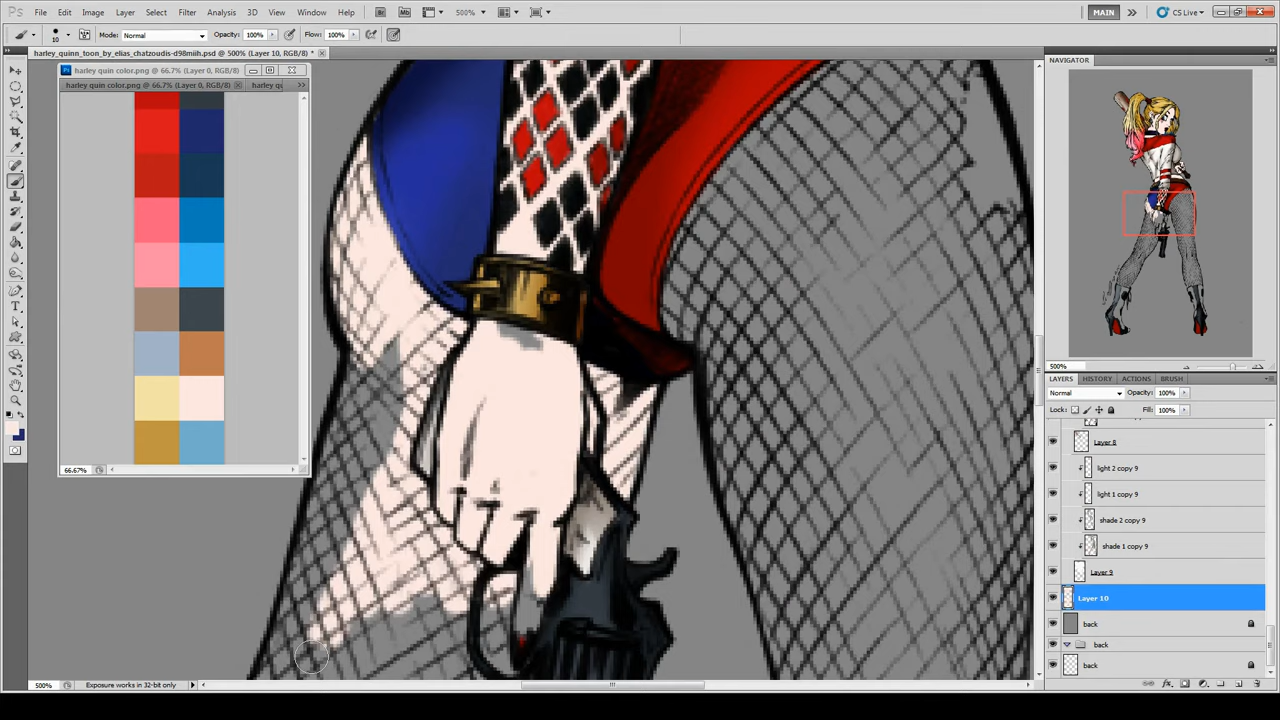 File Edit Image Layer Select Filter Analysis 3D View Window Help 500% MAIN CS Live
10 Mode: Normal Opacity: 100% Flow: 100%
harley_quinn_toon_by_elias_chatzoudis-d98miih.psd @ 500% (Layer 10, RGB/8) *
harley quin color.png @ 66.7% (Layer 0, RGB/8)
harley quin color.png @ 66.7% (Layer 0, RGB/8) harley qu
66.67%
NAVIGATOR
500%
LAYERS HISTORY ACTIONS BRUSH
Normal Opacity: 100%
Lock: Fill: 100%
Layer 8
light 2 copy 9
light 1 copy 9
shade 2 copy 9
shade 1 copy 9
Layer 9
Layer 10
back
back
back
500% Exposure works in 32-bit only